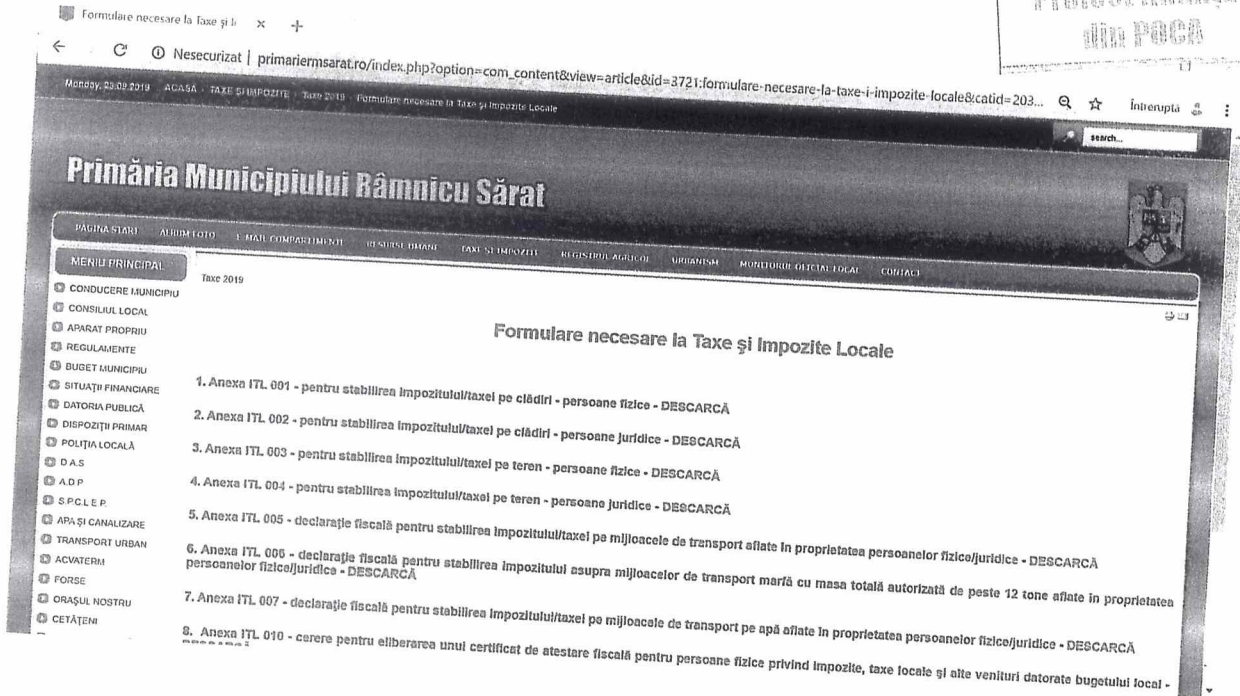 din POCA
Formulare necesare la Taxe și
Nesecurizat | primariermsarat.ro/index.php?option=com_content&view=article&id=3721:formulare-necesare-la-taxe-i-impozite-locale&catid=203...
Întreruptă
Monday, 23.09.2019 ACASĂ TAXE ȘI IMPOZITE Taxe 2019 Formulare necesare la Taxe și Impozite Locale
search...
Primăria Municipiului Râmnicu Sărat
PAGINA START ALBUM FOTO E-MAIL COMPARTIMENTE RESURSE UMANE TAXE ȘI IMPOZITE REGISTRUL AGRICOL URBANISM MONITORUL OFICIAL LOCAL CONTACT
MENIU PRINCIPAL
CONDUCERE MUNICIPIU
CONSILIUL LOCAL
APARAT PROPRIU
REGULAMENTE
BUGET MUNICIPIU
SITUAȚII FINANCIARE
DATORIA PUBLICĂ
DISPOZIȚII PRIMAR
POLIȚIA LOCALĂ
D.A.S
A.D.P
S.P.C.L.E.P.
APA ȘI CANALIZARE
TRANSPORT URBAN
ACVATERM
FORSE
ORAȘUL NOSTRU
CETĂȚENI
Taxe 2019
Formulare necesare la Taxe şi Impozite Locale
1. Anexa ITL 001 - pentru stabilirea impozitului/taxei pe clădiri - persoane fizice - DESCARCĂ
2. Anexa ITL 002 - pentru stabilirea impozitului/taxei pe clădiri - persoane juridice - DESCARCĂ
3. Anexa ITL 003 - pentru stabilirea impozitului/taxei pe teren - persoane fizice - DESCARCĂ
4. Anexa ITL 004 - pentru stabilirea impozitului/taxei pe teren - persoane juridice - DESCARCĂ
5. Anexa ITL 005 - declaraţie fiscală pentru stabilirea impozitului/taxei pe mijloacele de transport aflate în proprietatea persoanelor fizice/juridice - DESCARCĂ
6. Anexa ITL 006 - declaraţie fiscală pentru stabilirea impozitului asupra mijloacelor de transport marfă cu masa totală autorizată de peste 12 tone aflate în proprietatea
persoanelor fizice/juridice - DESCARCĂ
7. Anexa ITL 007 - declaraţie fiscală pentru stabilirea impozitului/taxei pe mijloacele de transport pe apă aflate în proprietatea persoanelor fizice/juridice - DESCARCĂ
8. Anexa ITL 010 - cerere pentru eliberarea unui certificat de atestare fiscală pentru persoane fizice privind impozite, taxe locale şi alte venituri datorate bugetului local -